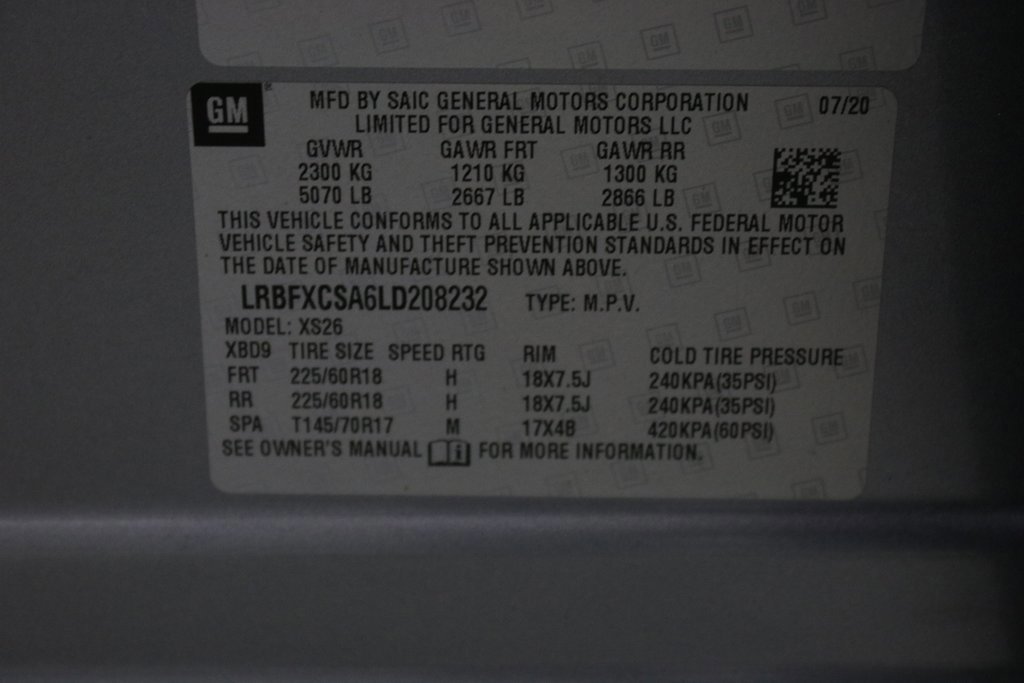 GM
MFD BY SAIC GENERAL MOTORS CORPORATION 07/20
LIMITED FOR GENERAL MOTORS LLC
GVWR GAWR FRT GAWR RR
2300 KG 1210 KG 1300 KG
5070 LB 2667 LB 2866 LB
THIS VEHICLE CONFORMS TO ALL APPLICABLE U.S. FEDERAL MOTOR
VEHICLE SAFETY AND THEFT PREVENTION STANDARDS IN EFFECT ON
THE DATE OF MANUFACTURE SHOWN ABOVE.
LRBFXCSA6LD208232 TYPE: M.P.V.
MODEL: XS26
XBD9 TIRE SIZE SPEED RTG RIM COLD TIRE PRESSURE
FRT 225/60R18 H 18X7.5J 240KPA(35PSI)
RR 225/60R18 H 18X7.5J 240KPA(35PSI)
SPA T145/70R17 M 17X4B 420KPA(60PSI)
SEE OWNER'S MANUAL i FOR MORE INFORMATION.